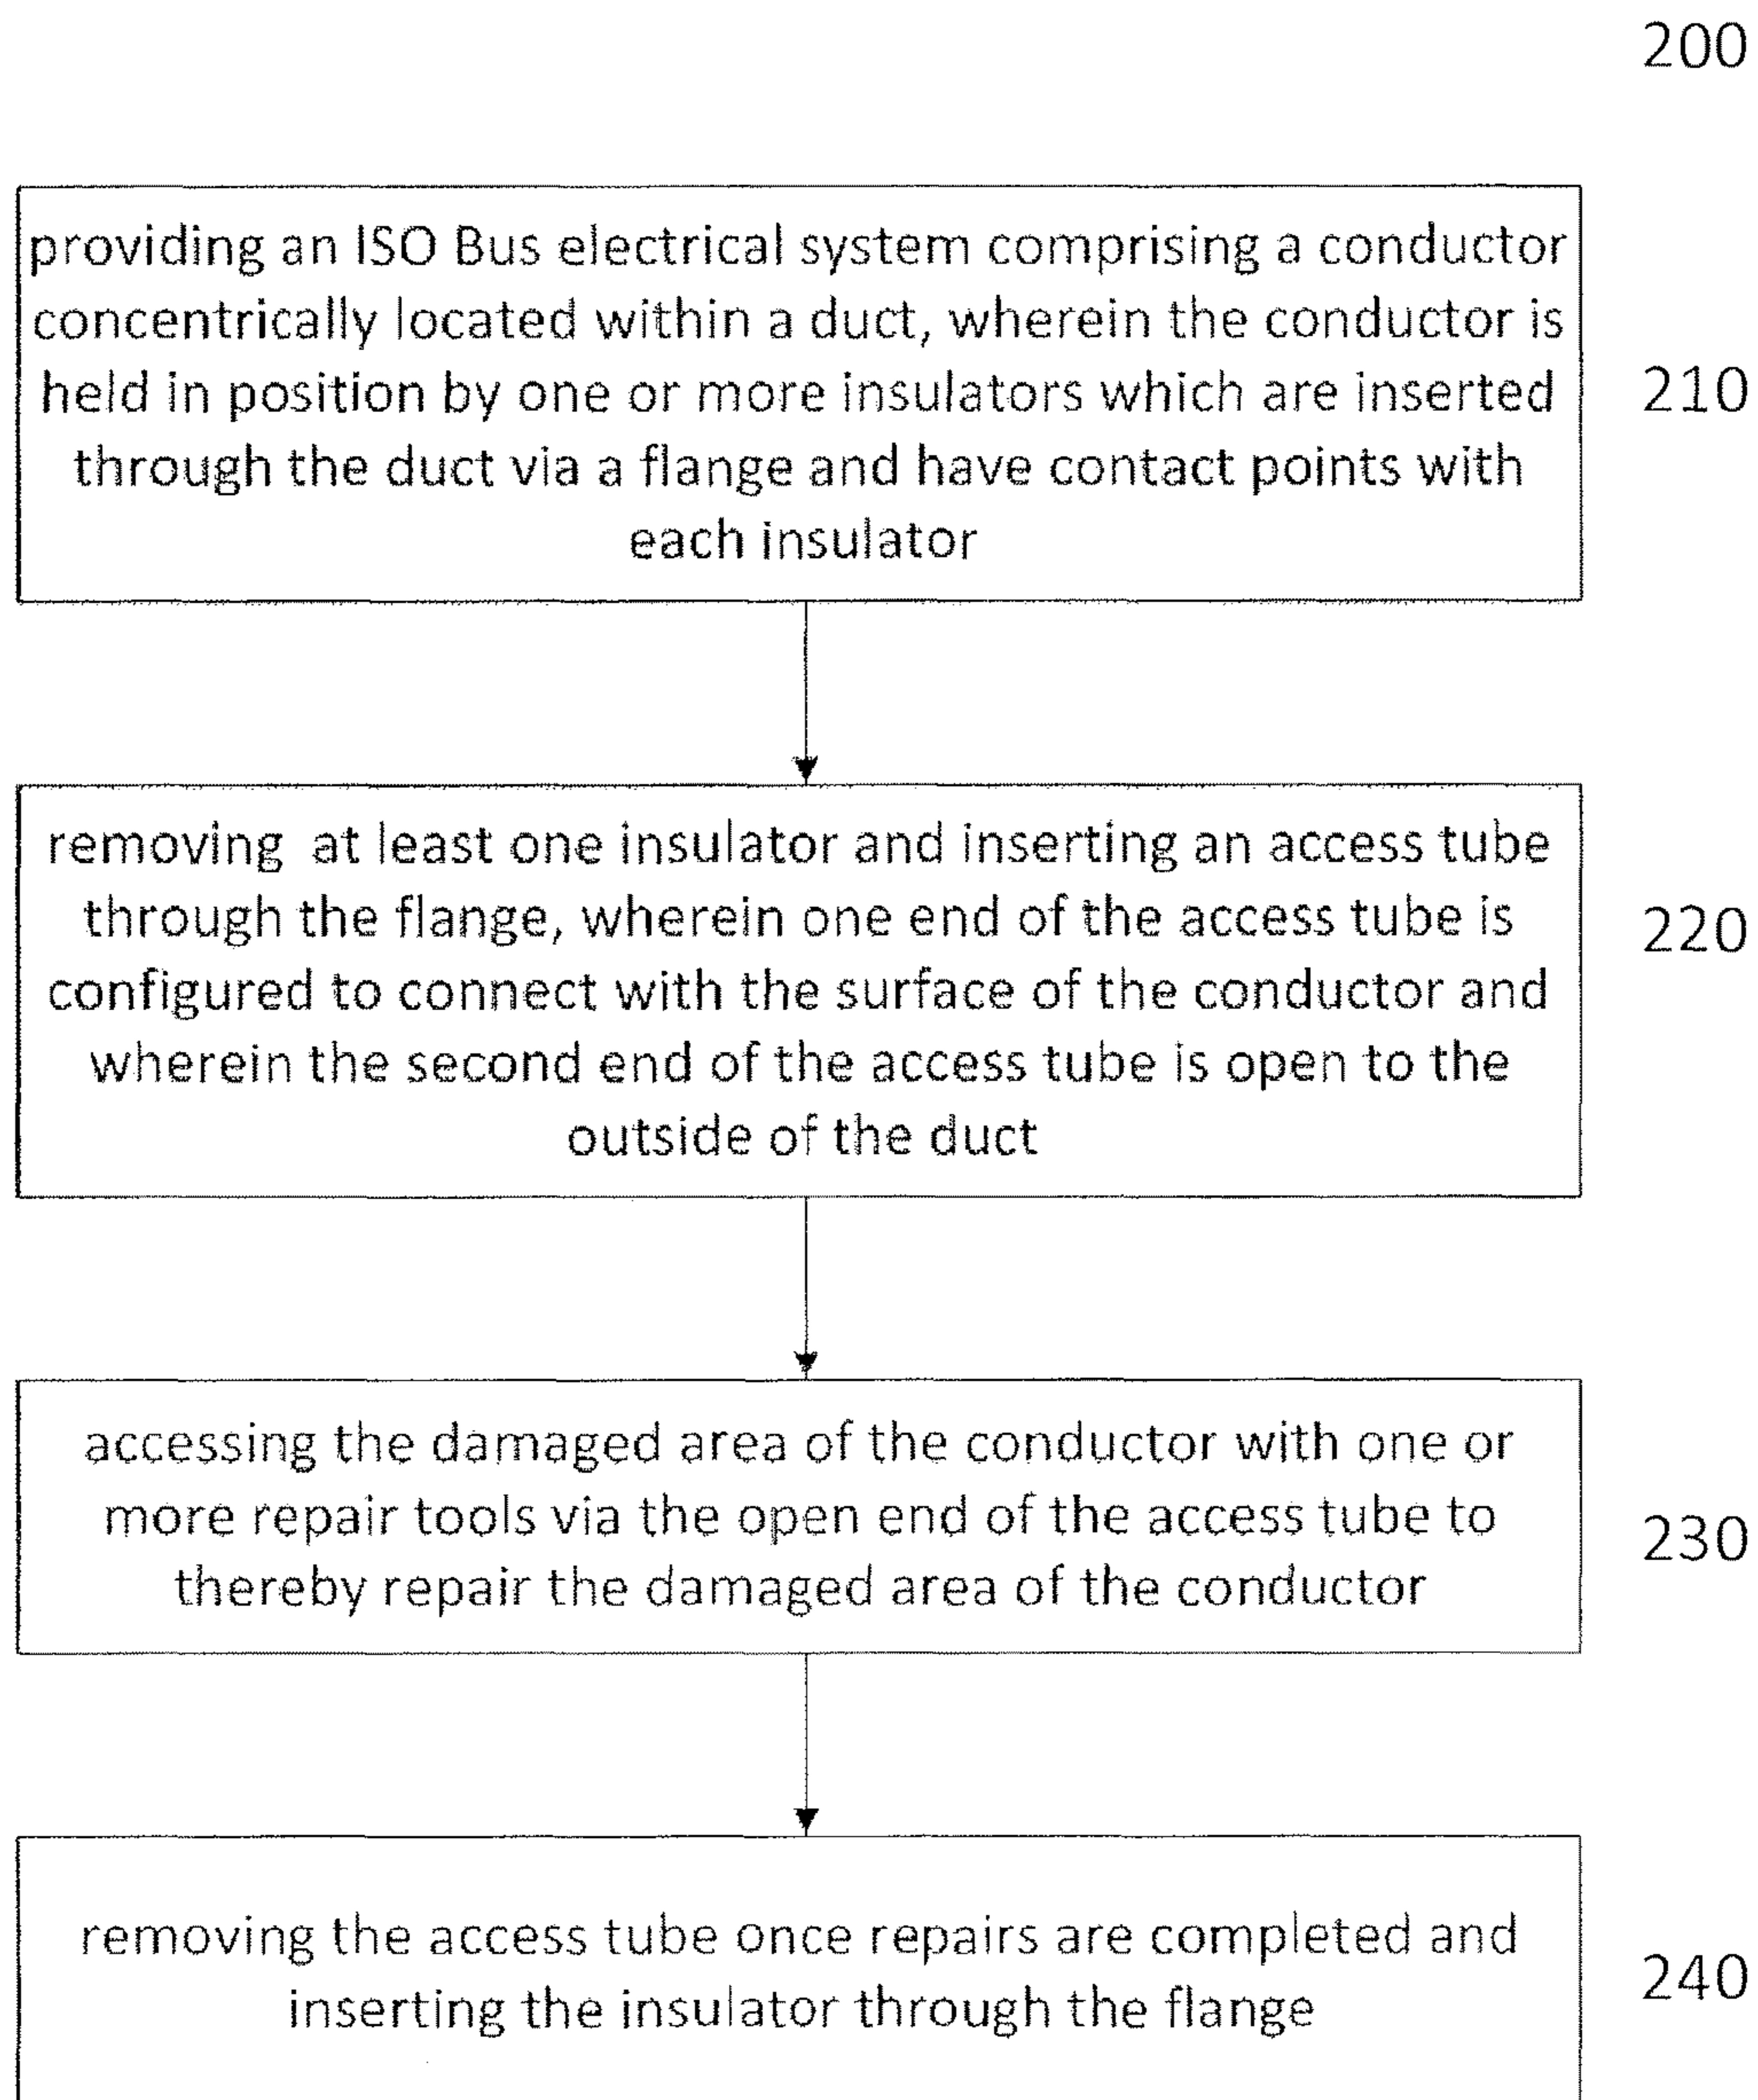 200
providing an ISO Bus electrical system comprising a conductor
concentrically located within a duct, wherein the conductor is
held in position by one or more insulators which are inserted
through the duct via a flange and have contact points with
each insulator
210
removing at least one insulator and inserting an access tube
through the flange, wherein one end of the access tube is
configured to connect with the surface of the conductor and
wherein the second end of the access tube is open to the
outside of the duct
220
accessing the damaged area of the conductor with one or
more repair tools via the open end of the access tube to
thereby repair the damaged area of the conductor
230
removing the access tube once repairs are completed and
inserting the insulator through the flange
240